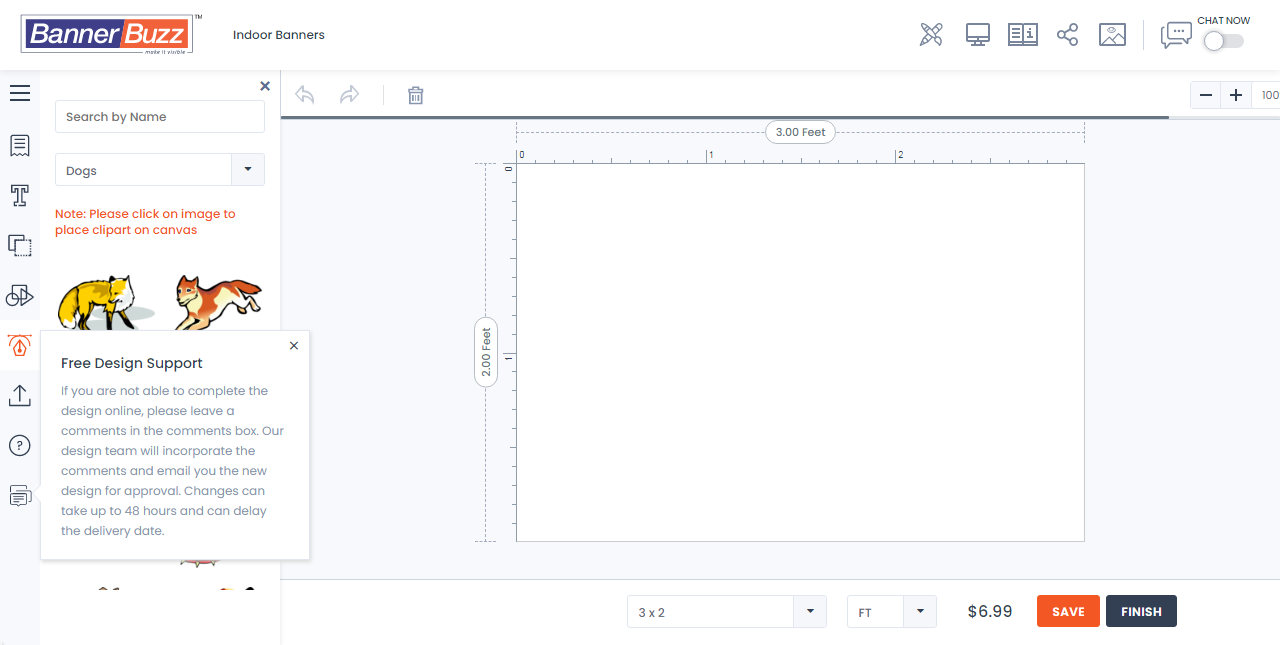 BannerBuzz
TM
make it visible
Indoor Banners
CHAT NOW
Search by Name
Dogs
Note: Please click on image to
place clipart on canvas
Free Design Support
If you are not able to complete the
design online, please leave a
comments in the comments box. Our
design team will incorporate the
comments and email you the new
design for approval. Changes can
take up to 48 hours and can delay
the delivery date.
100
3.00 Feet
0
1
2
0
2.00 Feet
1
3 x 2
FT
$6.99
SAVE
FINISH